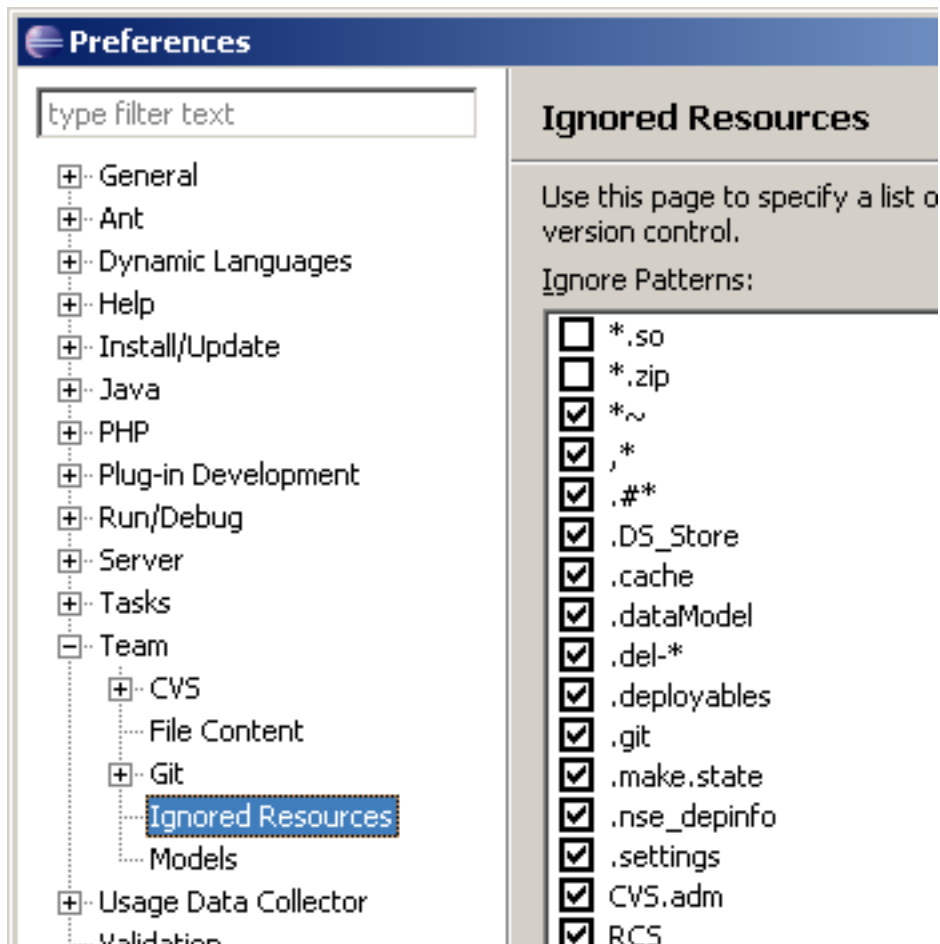 Preferences
type filter text
General
Ant
Dynamic Languages
Help
Install/Update
Java
PHP
Plug-in Development
Run/Debug
Server
Tasks
Team
CVS
File Content
Git
Ignored Resources
Models
Usage Data Collector
Validation
Ignored Resources
Use this page to specify a list o
version control.
Ignore Patterns:
*.so
*.zip
*~
,*
.#*
.DS_Store
.cache
.dataModel
.del-*
.deployables
.git
.make.state
.nse_depinfo
.settings
CVS.adm
RCS